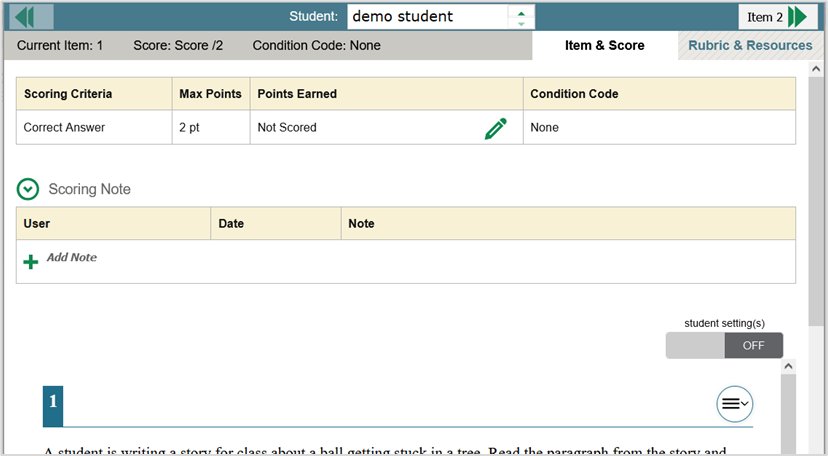 Student: demo student Item 2
Current Item: 1 Score: Score /2 Condition Code: None Item & Score Rubric & Resources
Scoring Criteria Max Points Points Earned Condition Code
Correct Answer 2 pt Not Scored None
Scoring Note
User Date Note
Add Note
student setting(s)
OFF
1
A student is writing a story for class about a ball getting stuck in a tree. Read the paragraph from the story and